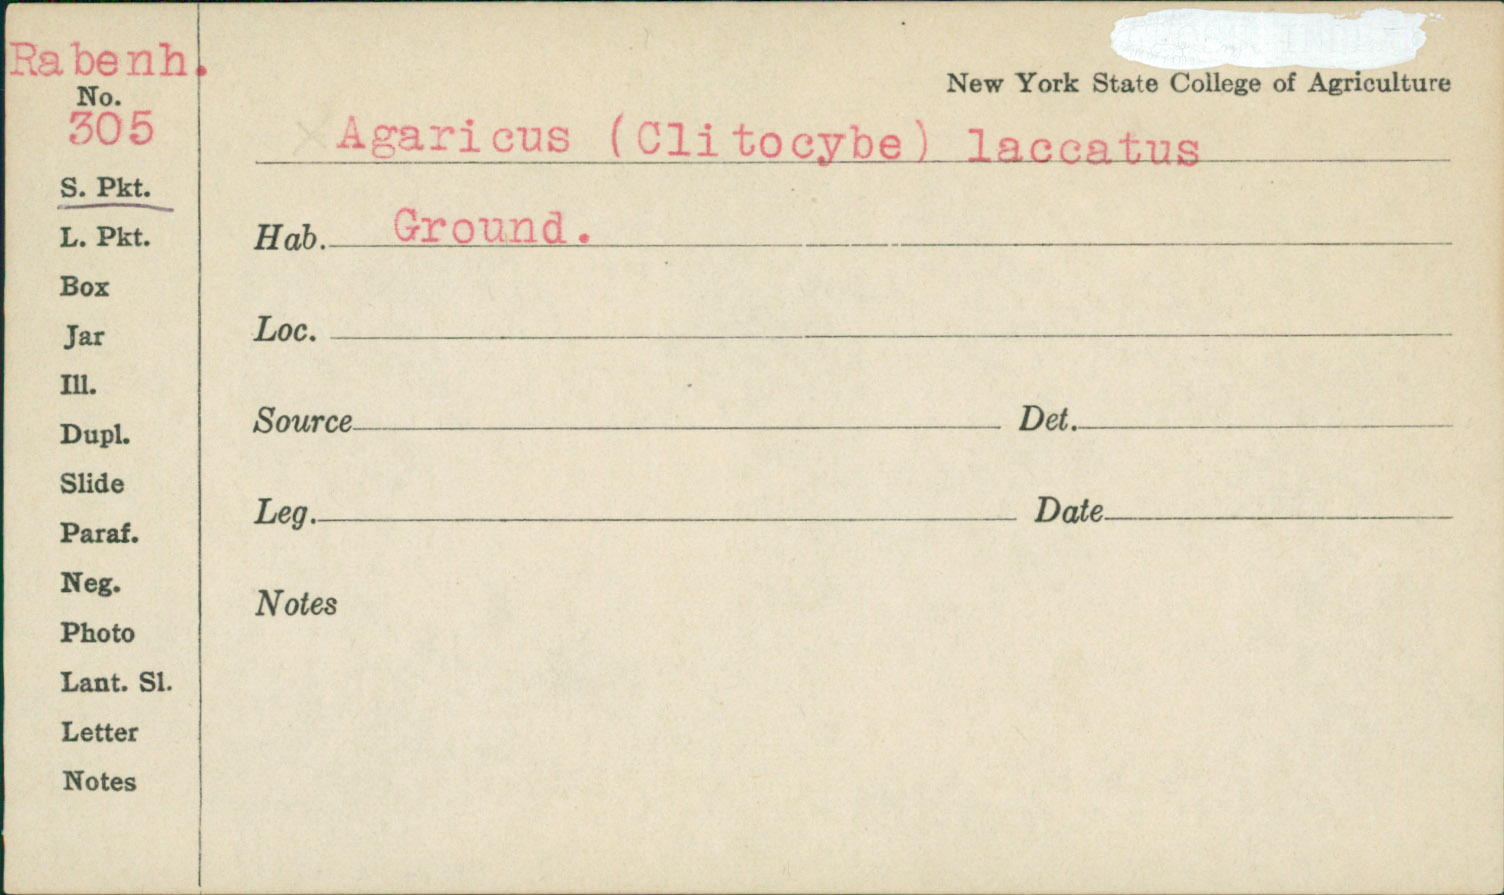 Rabenh.
No.
305
S. Pkt.
L. Pkt.
Box
Jar
Ill.
Dupl.
Slide
Paraf.
Neg.
Photo
Lant. Sl.
Letter
Notes
New York State College of Agriculture
Agaricus (Clitocybe) laccatus
Hab. Ground.
Loc.
Source Det.
Leg. Date
Notes